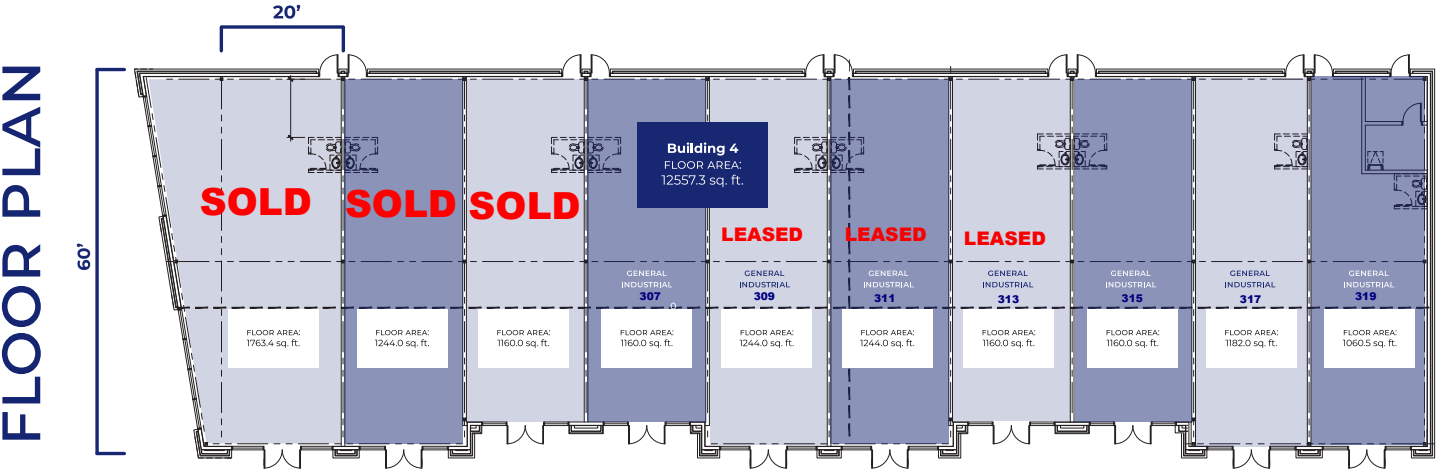 FLOOR PLAN
20’
60’
Building 4
FLOOR AREA:
12557.3 sq. ft.
SOLD
SOLD
SOLD
LEASED
LEASED
LEASED
GENERAL
INDUSTRIAL
307
GENERAL
INDUSTRIAL
309
GENERAL
INDUSTRIAL
311
GENERAL
INDUSTRIAL
313
GENERAL
INDUSTRIAL
315
GENERAL
INDUSTRIAL
317
GENERAL
INDUSTRIAL
319
FLOOR AREA:
1763.4 sq. ft.
FLOOR AREA:
1244.0 sq. ft.
FLOOR AREA:
1160.0 sq. ft.
FLOOR AREA:
1160.0 sq. ft.
FLOOR AREA:
1244.0 sq. ft.
FLOOR AREA:
1244.0 sq. ft.
FLOOR AREA:
1160.0 sq. ft.
FLOOR AREA:
1160.0 sq. ft.
FLOOR AREA:
1182.0 sq. ft.
FLOOR AREA:
1060.5 sq. ft.